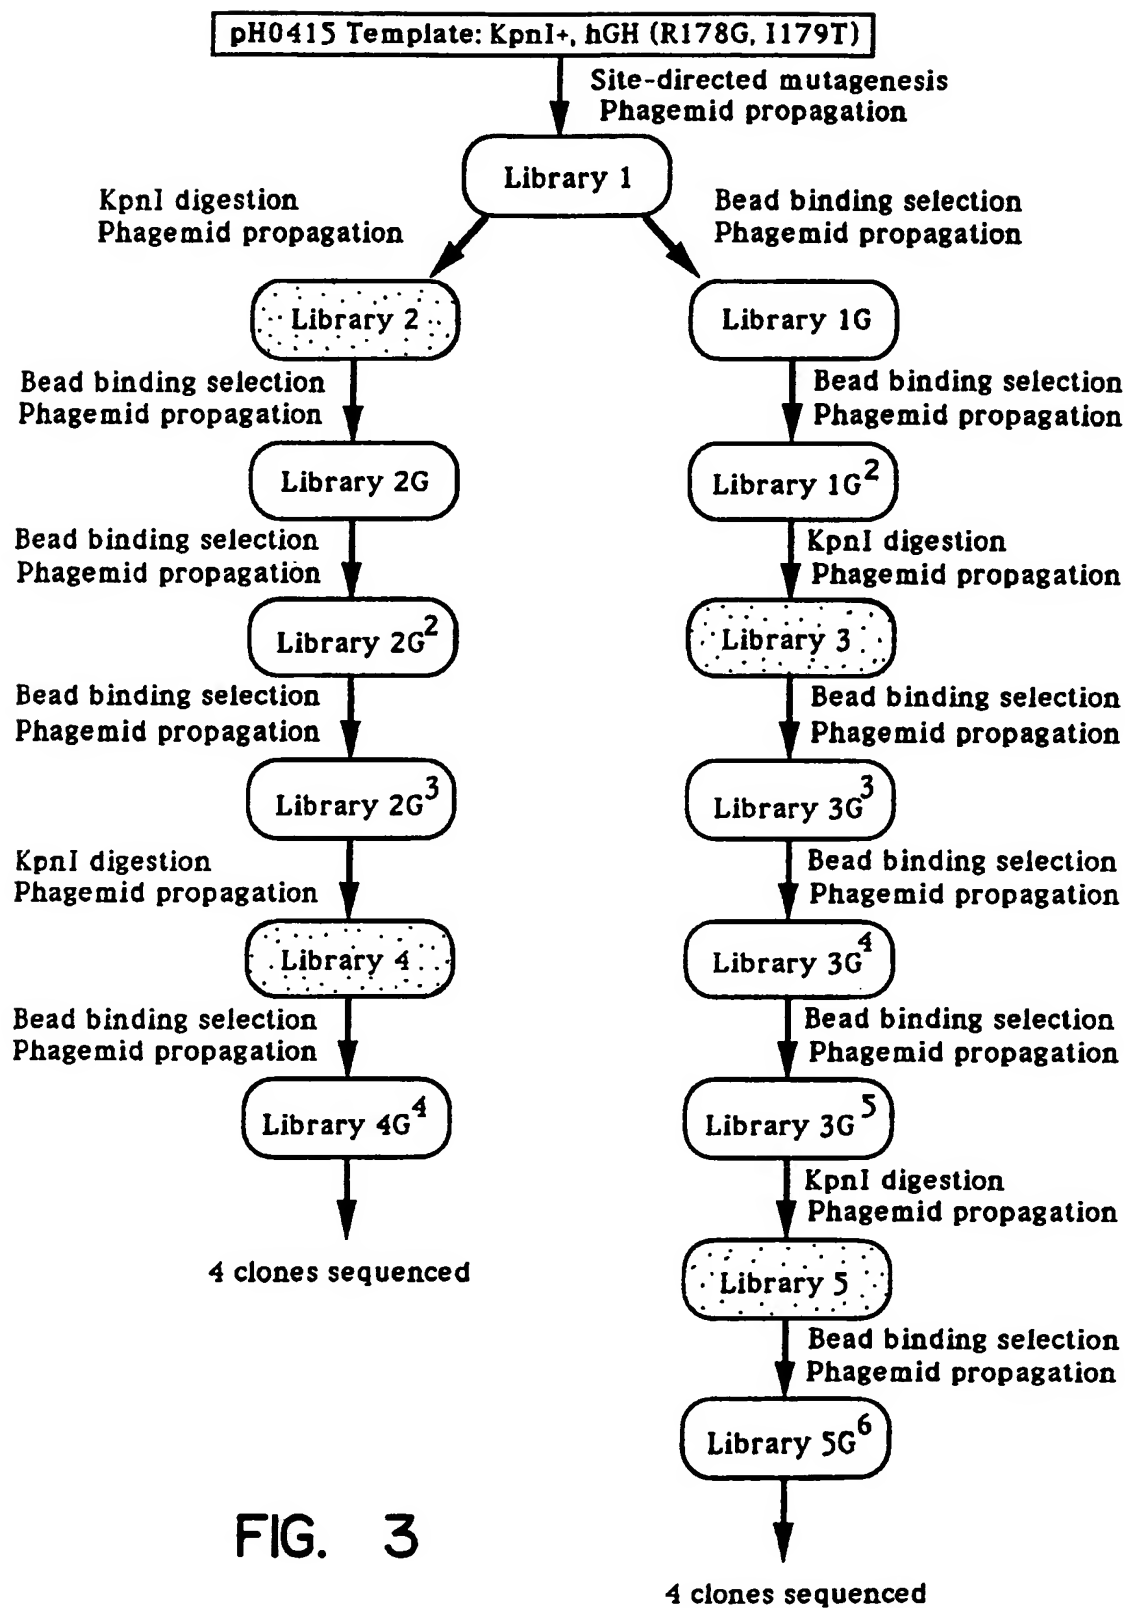 pH0415 Template: KpnI+, hGH (R178G, I179T)
Site-directed mutagenesis
Phagemid propagation
Library 1
KpnI digestion
Phagemid propagation
Bead binding selection
Phagemid propagation
Library 2
Bead binding selection
Phagemid propagation
Library 2G
Bead binding selection
Phagemid propagation
Library 2G²
Bead binding selection
Phagemid propagation
Library 2G³
KpnI digestion
Phagemid propagation
Library 4
Bead binding selection
Phagemid propagation
Library 4G⁴
4 clones sequenced
Library 1G
Bead binding selection
Phagemid propagation
Library 1G²
KpnI digestion
Phagemid propagation
Library 3
Bead binding selection
Phagemid propagation
Library 3G³
Bead binding selection
Phagemid propagation
Library 3G⁴
Bead binding selection
Phagemid propagation
Library 3G⁵
KpnI digestion
Phagemid propagation
Library 5
Bead binding selection
Phagemid propagation
Library 5G⁶
4 clones sequenced
FIG. 3